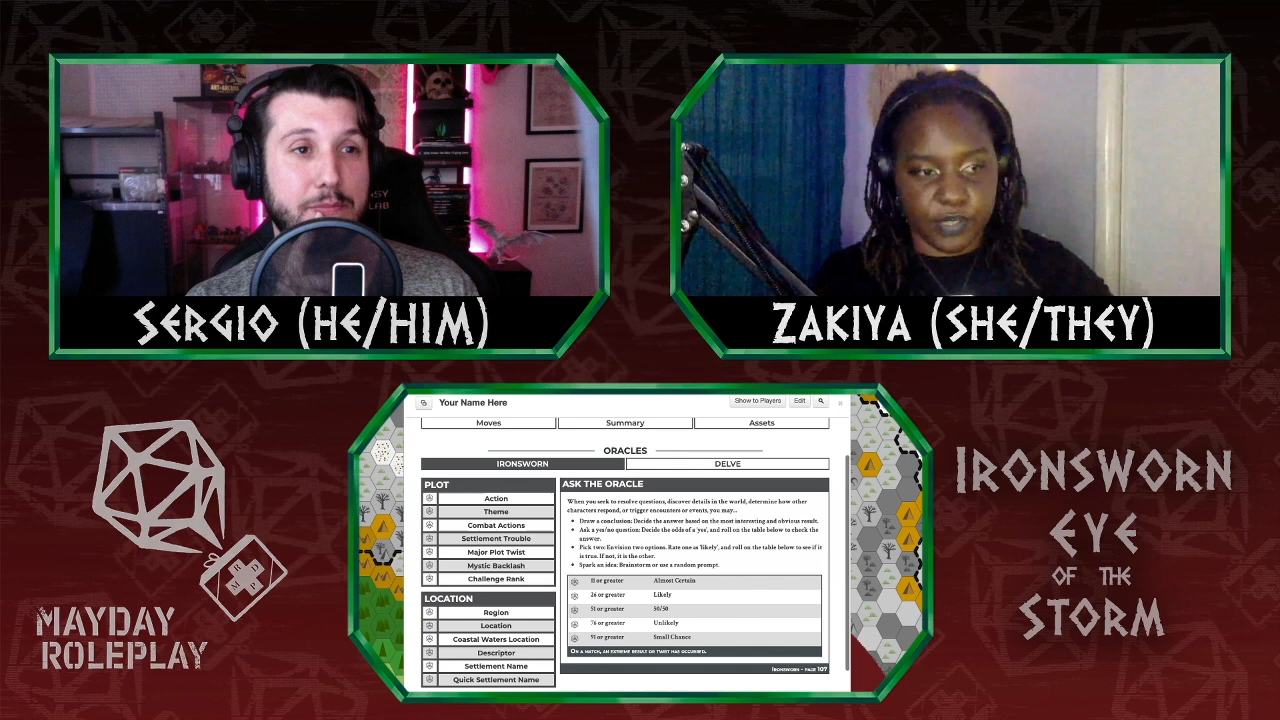 SERGIO (HE/HIM)
ZAKIYA (SHE/THEY)
Your Name Here
Show to Players
Edit
Moves
Summary
Assets
ORACLES
IRONSWORN
DELVE
PLOT
Action
Theme
Combat Actions
Settlement Trouble
Major Plot Twist
Mystic Backlash
Challenge Rank
LOCATION
Region
Location
Coastal Waters Location
Descriptor
Settlement Name
Quick Settlement Name
ASK THE ORACLE
When you seek to resolve questions, discover details in the world, determine how other
characters respond, or trigger encounters or events, you may...
• Draw a conclusion: Decide the answer based on the most interesting and obvious result.
• Ask a yes/no question: Decide the odds of a 'yes', and roll on the table below to check the
answer.
• Pick two: Envision two options. Rate one as 'likely', and roll on the table below to see if it
is true. If not, it is the other.
• Spark an idea: Brainstorm or use a random prompt.
11 or greater Almost Certain
26 or greater Likely
51 or greater 50/50
76 or greater Unlikely
91 or greater Small Chance
ON A MATCH, AN EXTREME RESULT OR TWIST HAS OCCURRED.
IRONSWORN - PAGE 107
MAYDAY
ROLEPLAY
IRONSWORN
EYE
OF THE
STORM